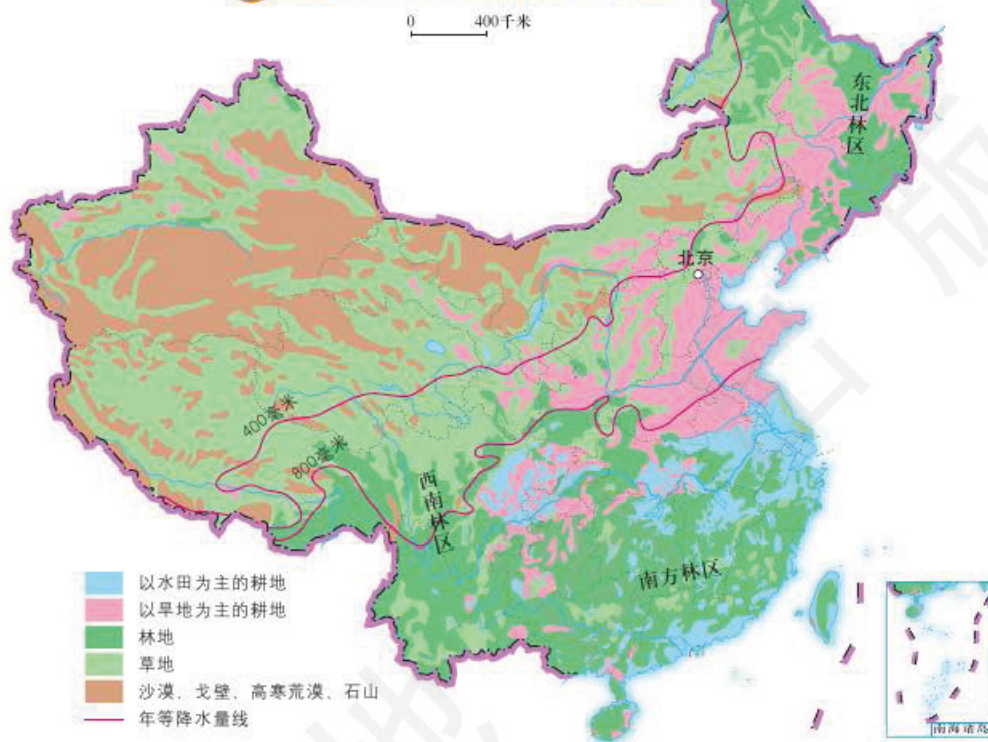 0 400千米
东北林区
北京
400毫米
800毫米
西南林区
南方林区
以水田为主的耕地
以旱地为主的耕地
林地
草地
沙漠、戈壁、高寒荒漠、石山
年等降水量线
南海诸岛
版